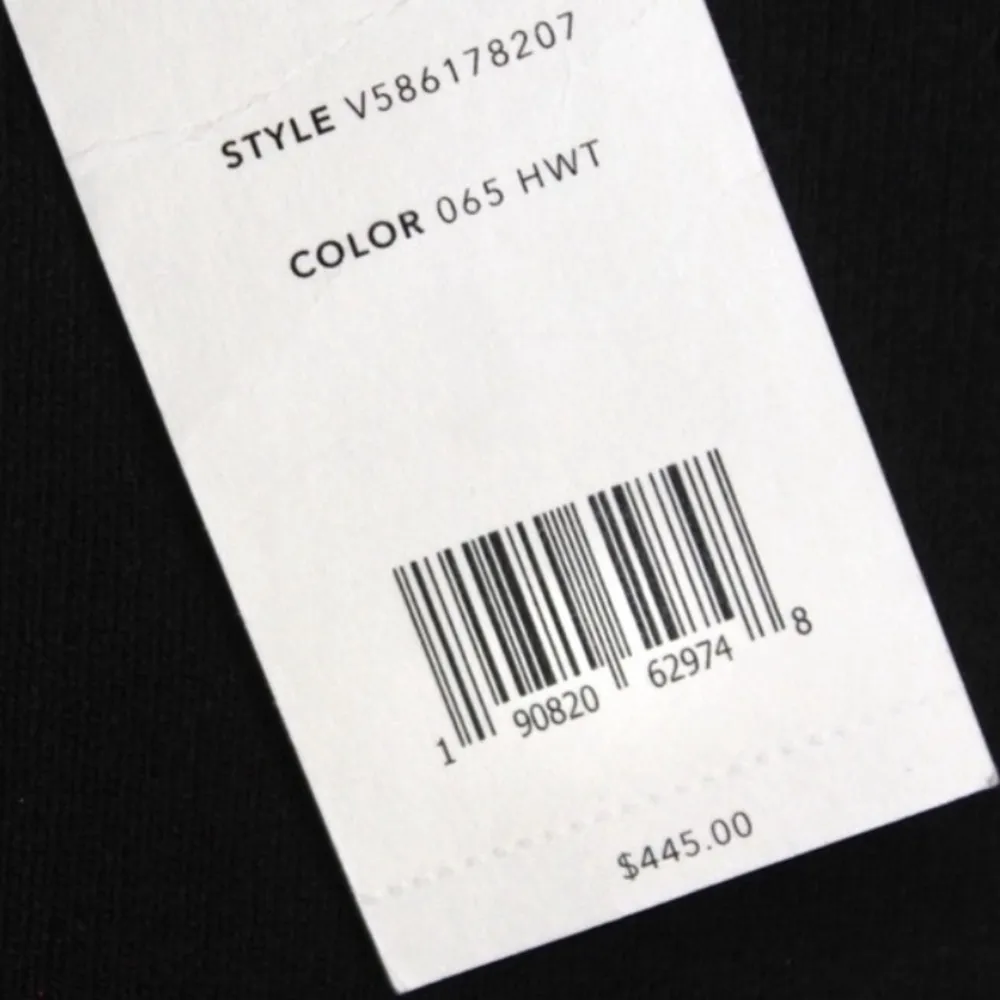 STYLE V586178207
COLOR 065 HWT
1 90820 62974 8
$445.00